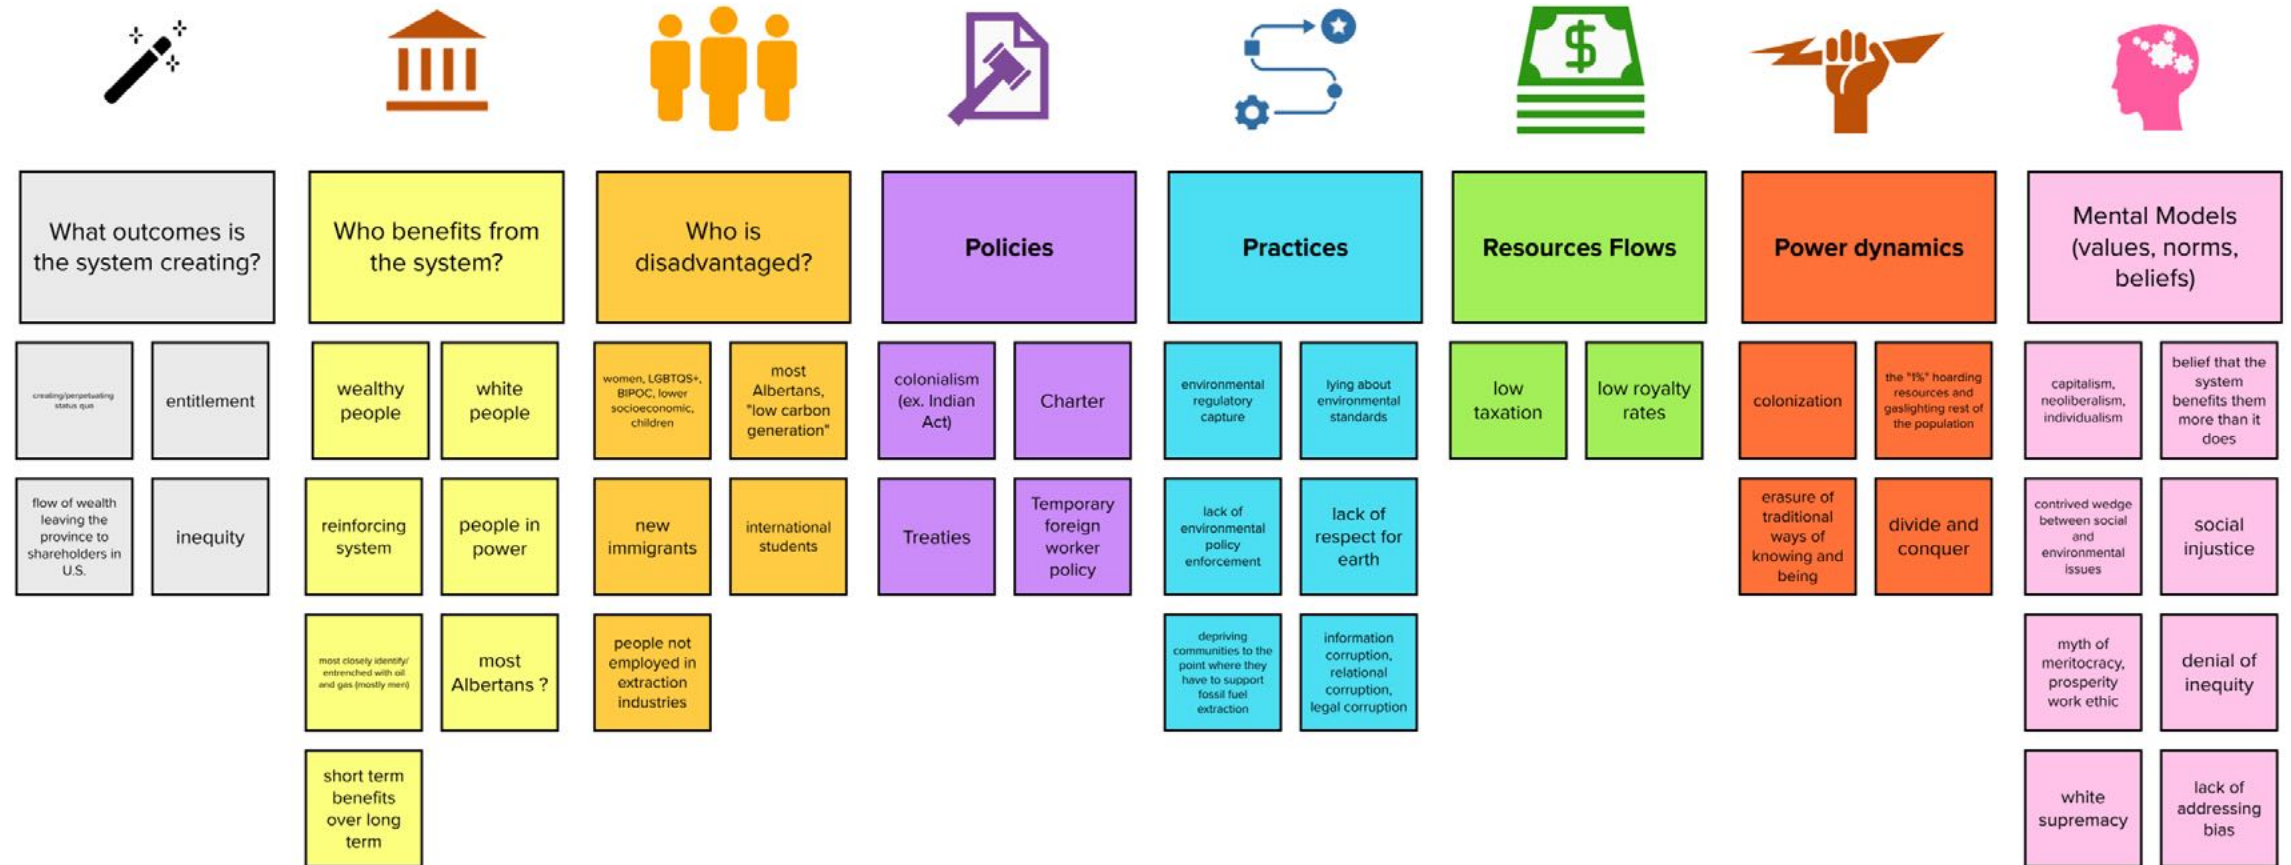 $
What outcomes is
the system creating?
Who benefits from
the system?
Who is
disadvantaged?
Policies
Practices
Resources Flows
Power dynamics
Mental Models
(values, norms,
beliefs)
creating/perpetuating
status quo
entitlement
flow of wealth
leaving the
province to
shareholders in
U.S.
inequity
wealthy
people
white
people
reinforcing
system
people in
power
most closely identify/
entrenched with oil
and gas (mostly men)
most
Albertans ?
short term
benefits
over long
term
women, LGBTQS+,
BIPOC, lower
socioeconomic,
children
most
Albertans,
"low carbon
generation"
new
immigrants
international
students
people not
employed in
extraction
industries
colonialism
(ex. Indian
Act)
Charter
Treaties
Temporary
foreign
worker
policy
environmental
regulatory
capture
lying about
environmental
standards
lack of
environmental
policy
enforcement
lack of
respect for
earth
depriving
communities to the
point where they
have to support
fossil fuel
extraction
information
corruption,
relational
corruption,
legal corruption
low
taxation
low royalty
rates
colonization
the "1%" hoarding
resources and
gaslighting rest of
the population
erasure of
traditional
ways of
knowing and
being
divide and
conquer
capitalism,
neoliberalism,
individualism
belief that the
system
benefits them
more than it
does
contrived wedge
between social
and
environmental
issues
social
injustice
myth of
meritocracy,
prosperity
work ethic
denial of
inequity
white
supremacy
lack of
addressing
bias